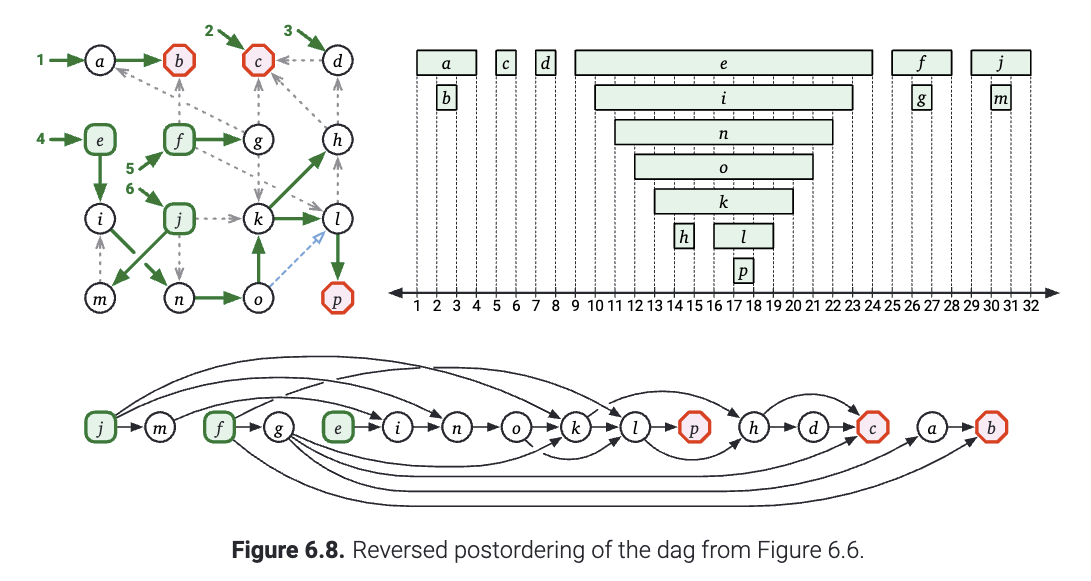 2 3
1 a b c d
a c d e f j
b i g m
4 e f g h
5
n
6
o
i j k l
k
h l
m n o p
p
1 2 3 4 5 6 7 8 9 10 11 12 13 14 15 16 17 18 19 20 21 22 23 24 25 26 27 28 29 30 31 32
j m f g e i n o k l p h d c a b
Figure 6.8. Reversed postordering of the dag from Figure 6.6.